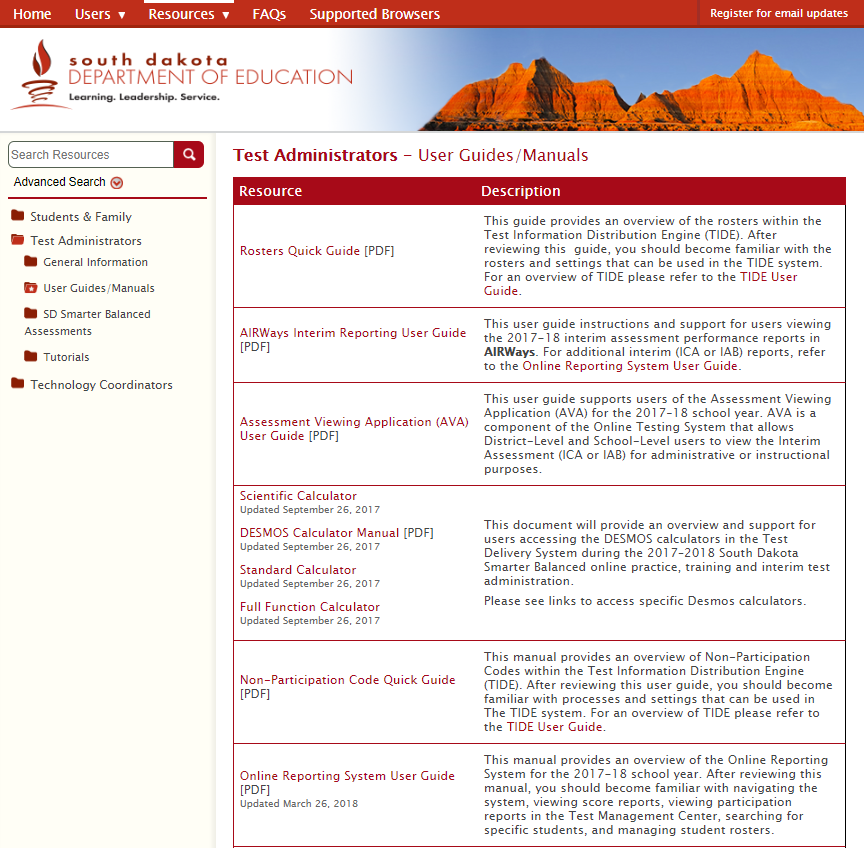 Home Users ▼ Resources ▼ FAQs Supported Browsers Register for email updates
south dakota
DEPARTMENT OF EDUCATION
Learning. Leadership. Service.
Search Resources
Advanced Search
Students & Family
Test Administrators
General Information
User Guides/Manuals
SD Smarter Balanced
Assessments
Tutorials
Technology Coordinators
Test Administrators – User Guides/Manuals
Resource Description
Rosters Quick Guide [PDF]
This guide provides an overview of the rosters within the
Test Information Distribution Engine (TIDE). After
reviewing this guide, you should become familiar with the
rosters and settings that can be used in the TIDE system.
For an overview of TIDE please refer to the TIDE User
Guide.
AIRWays Interim Reporting User Guide
[PDF]
This user guide instructions and support for users viewing
the 2017-18 interim assessment performance reports in
AIRWays. For additional interim (ICA or IAB) reports, refer
to the Online Reporting System User Guide.
Assessment Viewing Application (AVA)
User Guide [PDF]
This user guide supports users of the Assessment Viewing
Application (AVA) for the 2017-18 school year. AVA is a
component of the Online Testing System that allows
District-Level and School-Level users to view the Interim
Assessment (ICA or IAB) for administrative or instructional
purposes.
Scientific Calculator
Updated September 26, 2017
DESMOS Calculator Manual [PDF]
Updated September 26, 2017
Standard Calculator
Updated September 26, 2017
Full Function Calculator
Updated September 26, 2017
This document will provide an overview and support for
users accessing the DESMOS calculators in the Test
Delivery System during the 2017-2018 South Dakota
Smarter Balanced online practice, training and interim test
administration.
Please see links to access specific Desmos calculators.
Non-Participation Code Quick Guide
[PDF]
This manual provides an overview of Non-Participation
Codes within the Test Information Distribution Engine
(TIDE). After reviewing this user guide, you should become
familiar with processes and settings that can be used in
The TIDE system. For an overview of TIDE please refer to
the TIDE User Guide.
Online Reporting System User Guide
[PDF]
Updated March 26, 2018
This manual provides an overview of the Online Reporting
System for the 2017-18 school year. After reviewing this
manual, you should become familiar with navigating the
system, viewing score reports, viewing participation
reports in the Test Management Center, searching for
specific students, and managing student rosters.